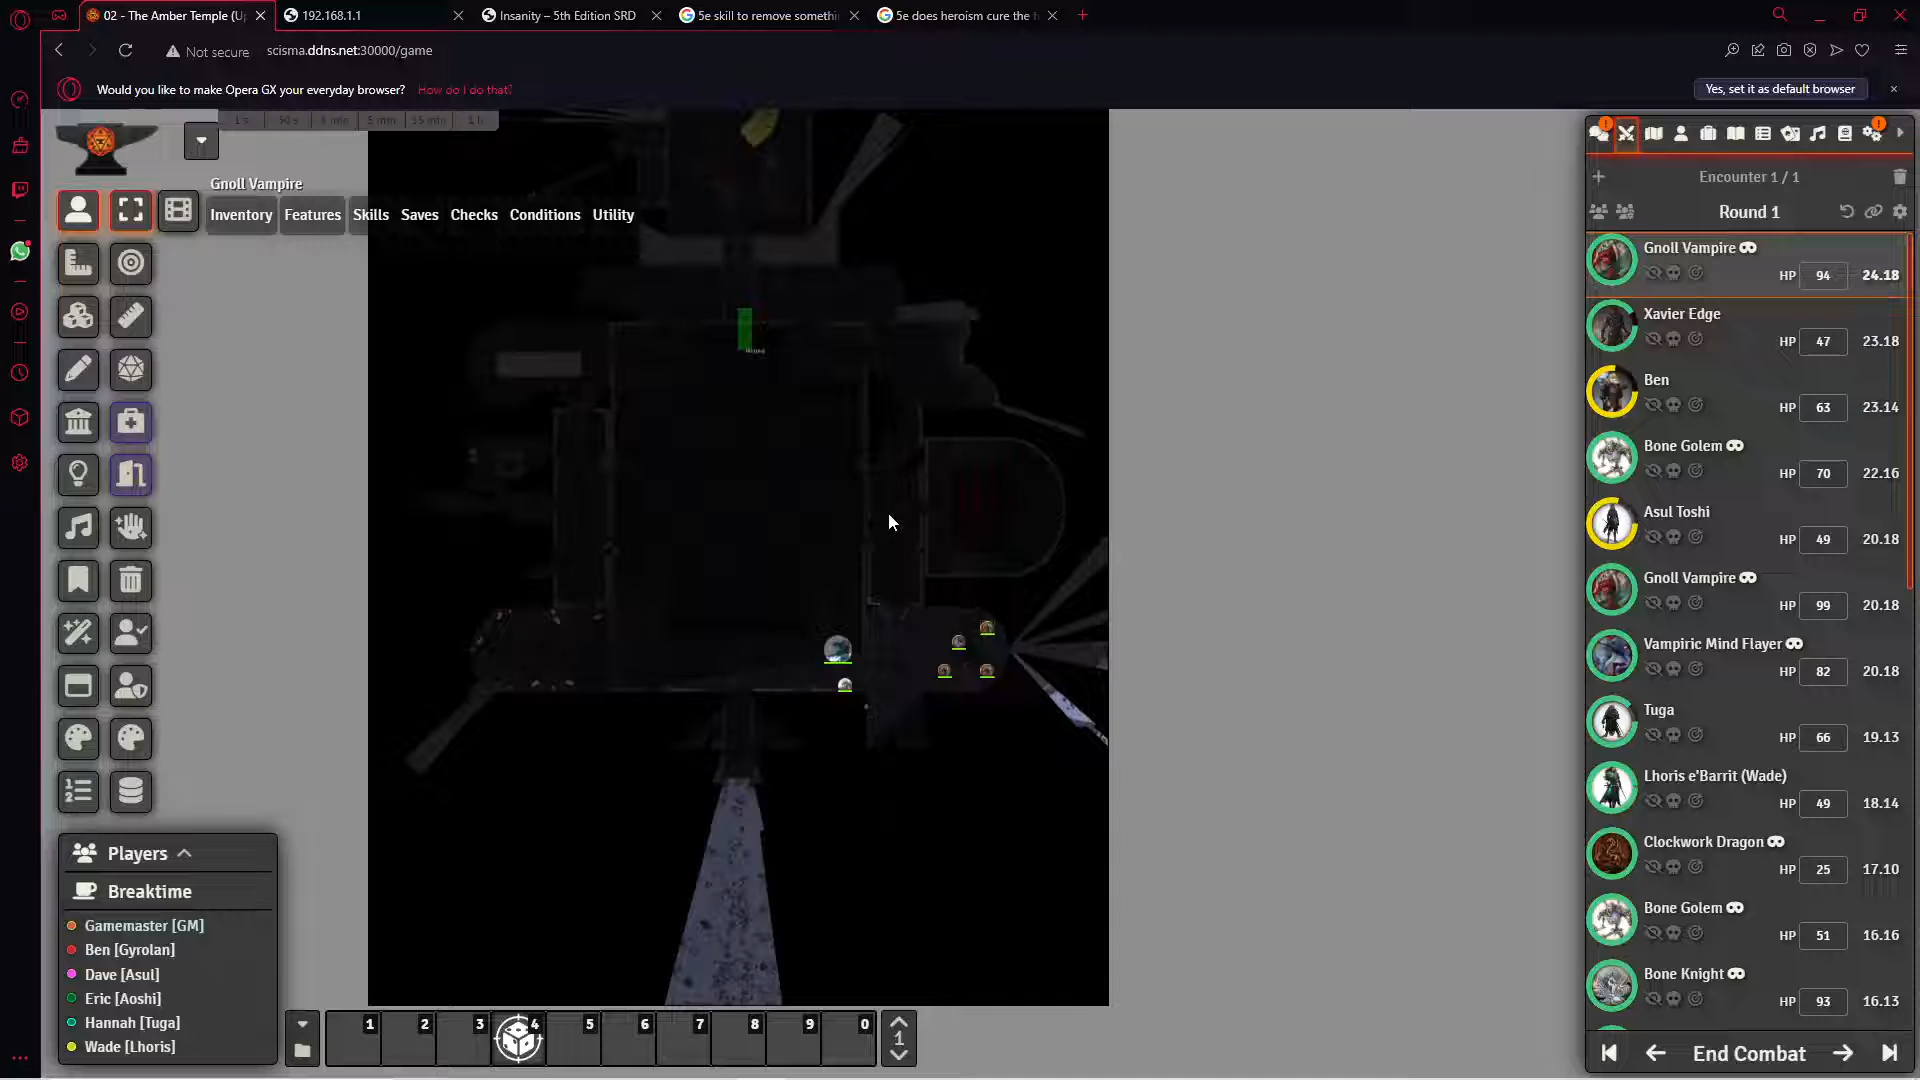 02 - The Amber Temple (U
192.168.1.1
Insanity – 5th Edition SRD
5e skill to remove somethi
5e does heroism cure the
Not secure
scisma.ddns.net:30000/game
Would you like to make Opera GX your everyday browser?
How do I do that?
Yes, set it as default browser
Gnoll Vampire
Inventory
Features
Skills
Saves
Checks
Conditions
Utility
Encounter 1 / 1
Round 1
Gnoll Vampire
HP 94 24.18
Xavier Edge
HP 47 23.18
Ben
HP 63 23.14
Bone Golem
HP 70 22.16
Asul Toshi
HP 49 20.18
Gnoll Vampire
HP 99 20.18
Vampiric Mind Flayer
HP 82 20.18
Tuga
HP 66 19.13
Lhoris e'Barrit (Wade)
HP 49 18.14
Clockwork Dragon
HP 25 17.10
Bone Golem
HP 51 16.16
Bone Knight
HP 93 16.13
End Combat
Players
Breaktime
Gamemaster [GM]
Ben [Gyrolan]
Dave [Asul]
Eric [Aoshi]
Hannah [Tuga]
Wade [Lhoris]
1 2 3 4 5 6 7 8 9 0
1